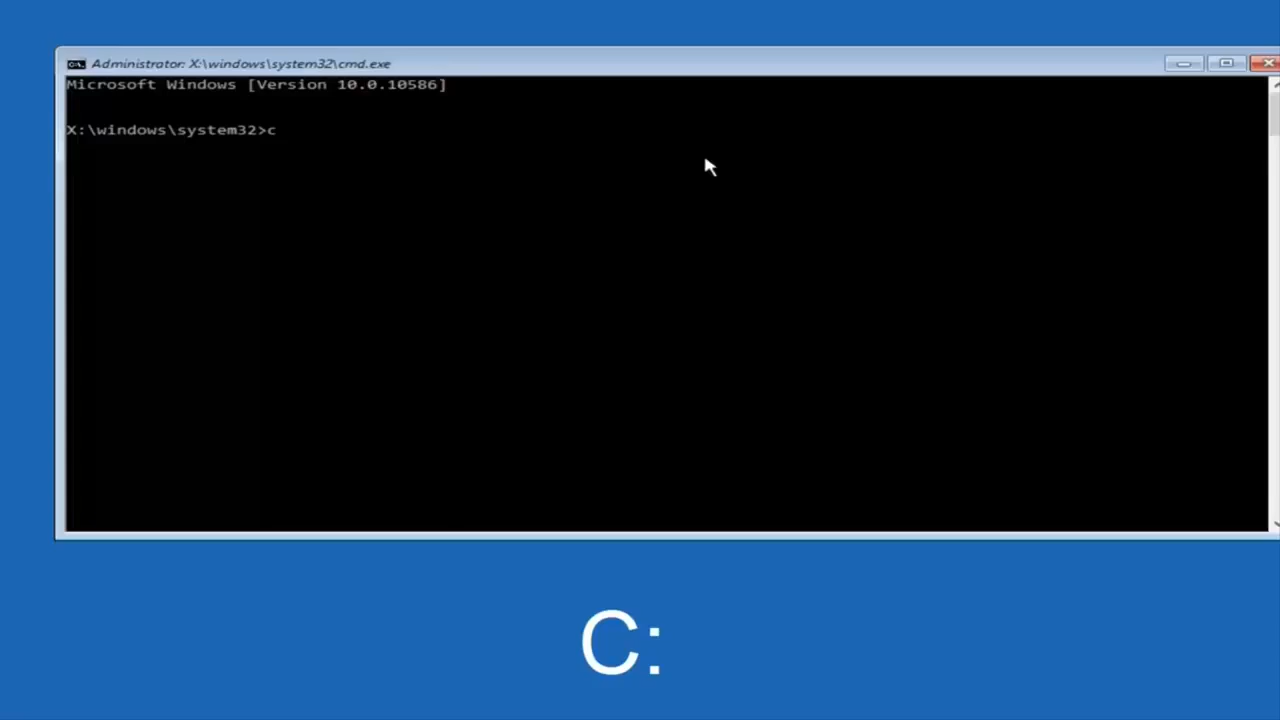 Administrator: X:\windows\system32\cmd.exe
Microsoft Windows [Version 10.0.10586]
X:\windows\system32>c
C: